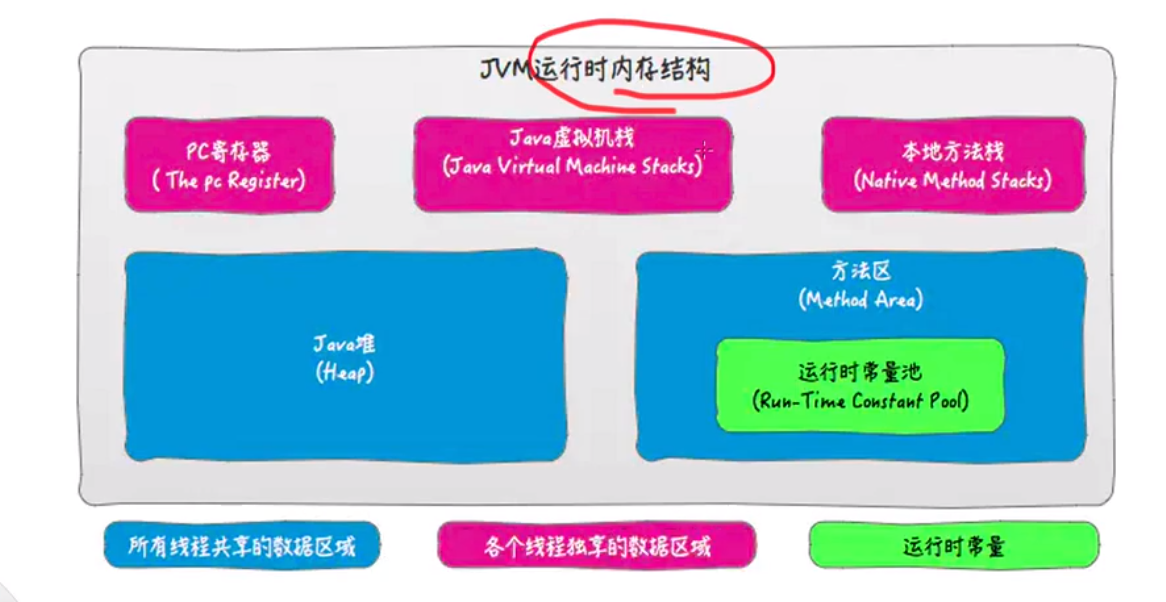 JVM运行时内存结构
PC寄存器
( The pc Register)
Java虚拟机栈
(Java Virtual Machine Stacks)
本地方法栈
(Native Method Stacks)
Java堆
(Heap)
方法区
(Method Area)
运行时常量池
(Run-Time Constant Pool)
所有线程共享的数据区域
各个线程独享的数据区域
运行时常量